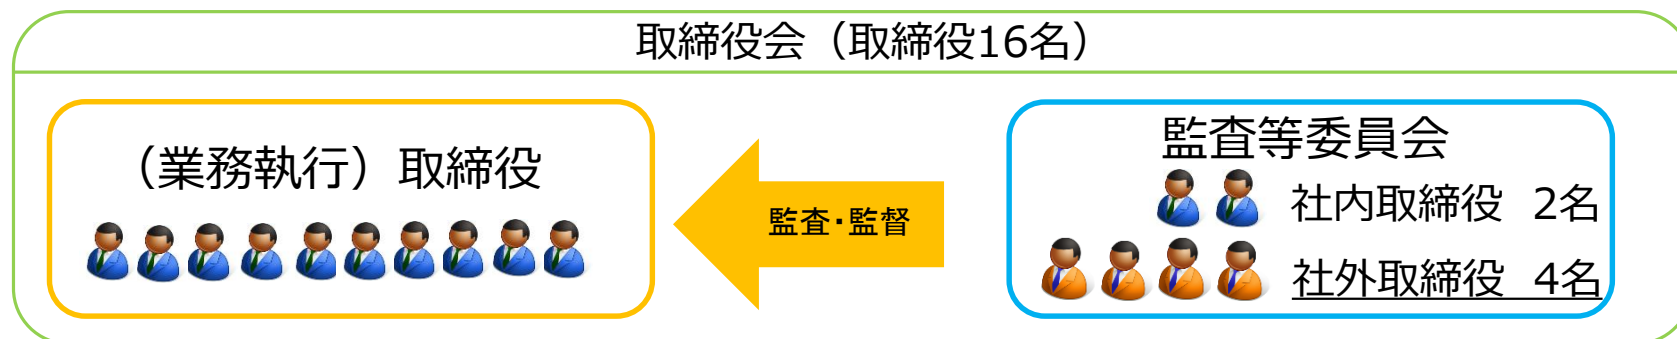 取締役会（取締役16名）
（業務執行）取締役
監査・監督
監査等委員会
社内取締役 2名
社外取締役 4名